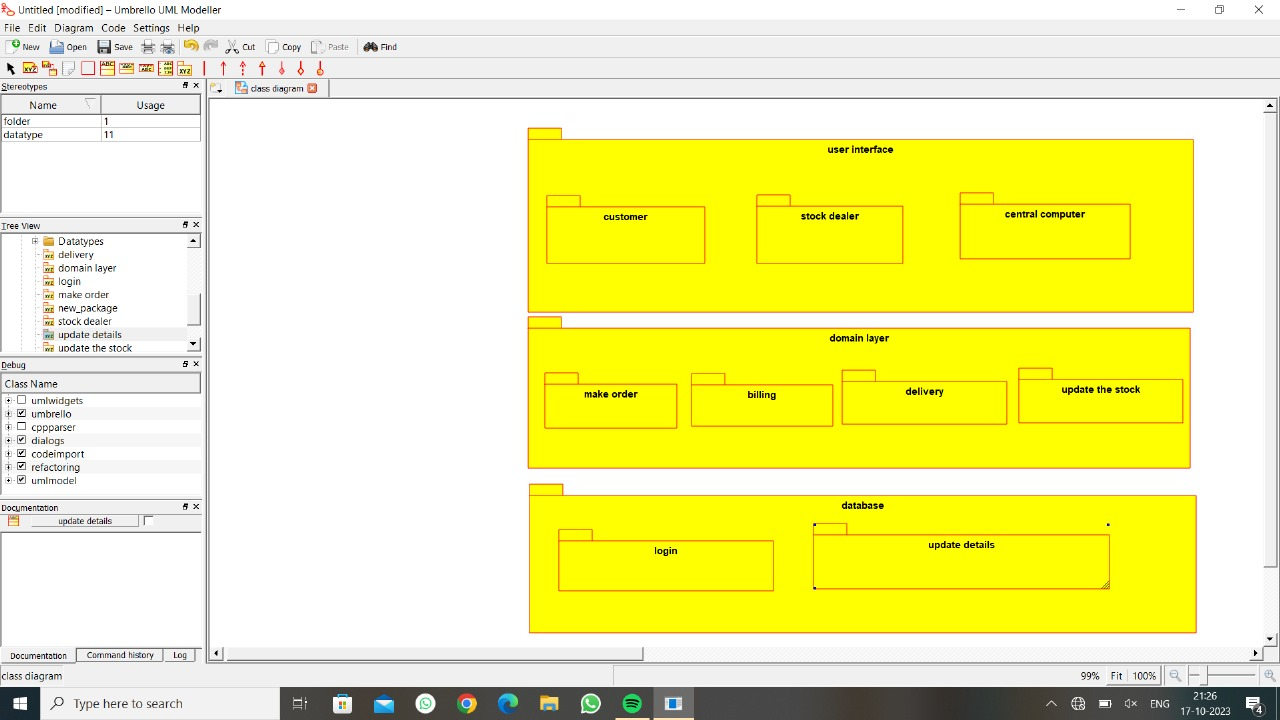 Untitled [modified] – Umbrello UML Modeller
File Edit Diagram Code Settings Help
New Open Save Cut Copy Paste Find
Stereotypes
Name Usage
folder 1
datatype 11
Tree View
Datatypes
delivery
domain layer
login
make order
new_package
stock dealer
update details
update the stock
Debug
Class Name
umlwidgets
umbrello
cppparser
dialogs
codeimport
refactoring
umlmodel
Documentation
update details
Documentation Command history Log
class diagram
class diagram
user interface
customer stock dealer central computer
domain layer
make order billing delivery update the stock
database
login update details
99% Fit 100%
Type here to search
ENG
21:26
17-10-2023
4